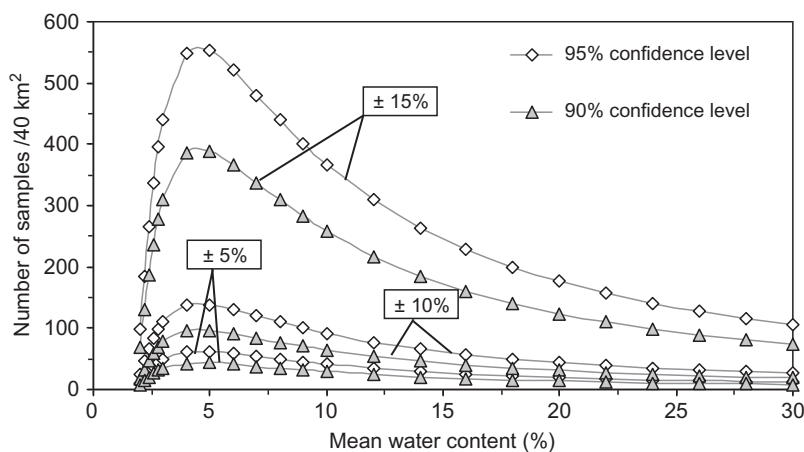 600
500
400
300
200
100
0
Number of samples /40 km²
0 5 10 15 20 25 30
Mean water content (%)
95% confidence level
90% confidence level
± 15%
± 5%
± 10%